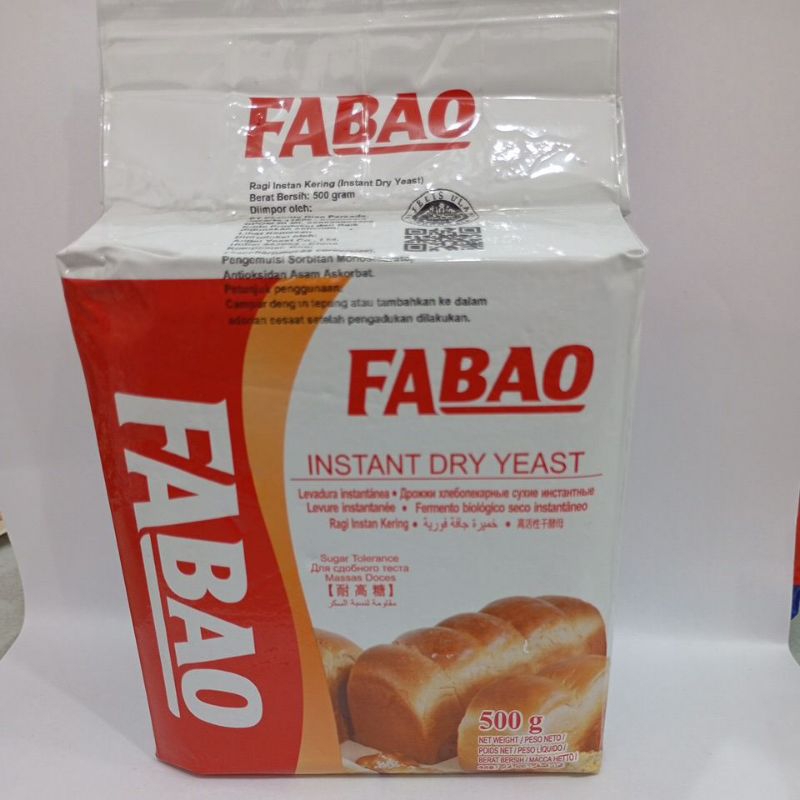 FABAO
Ragi Instan Kering (Instant Dry Yeast)
Berat Bersih: 500 gram
Diimpor oleh:
Pengemulsi Sorbitan
Antioksidan Asam Askorbat.
Petunjuk penggunaan:
Campur dengan tepung atau tambahkan ke dalam
adonan sesaat setelah pengadukan dilakukan.
FABAO
FABAO
INSTANT DRY YEAST
Levadura instantánea • Дрожжи хлебопекарные сухие инстантные
Levure instantanée • Fermento biológico seco instantâneo
Ragi Instan Kering • خميرة جافة فورية • 高活性干酵母
Sugar Tolerance
Для сдобного теста
Massas Doces
【耐高糖】
مقاومة لنسبة السكر
500 g
NET WEIGHT / PESO NETO /
POIDS NET / PESO LÍQUIDO /
BERAT BERSIH / МАССА НЕТТО /